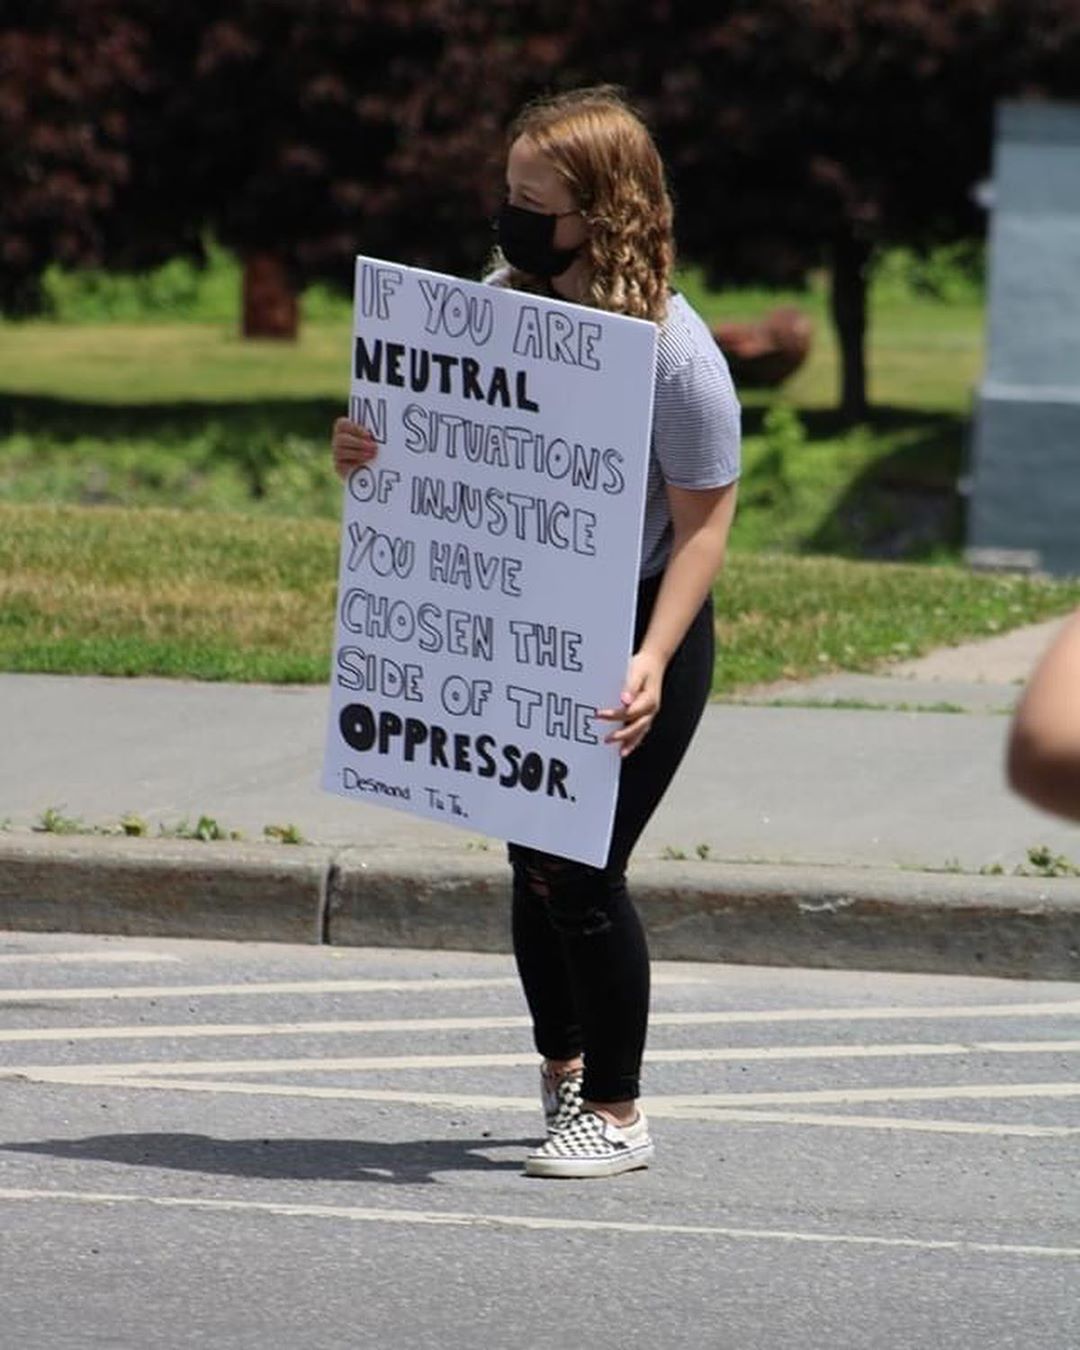 IF YOU ARE
NEUTRAL
IN SITUATIONS
OF INJUSTICE
YOU HAVE
CHOSEN THE
SIDE OF THE
OPPRESSOR.
-Desmond Tu Tu.